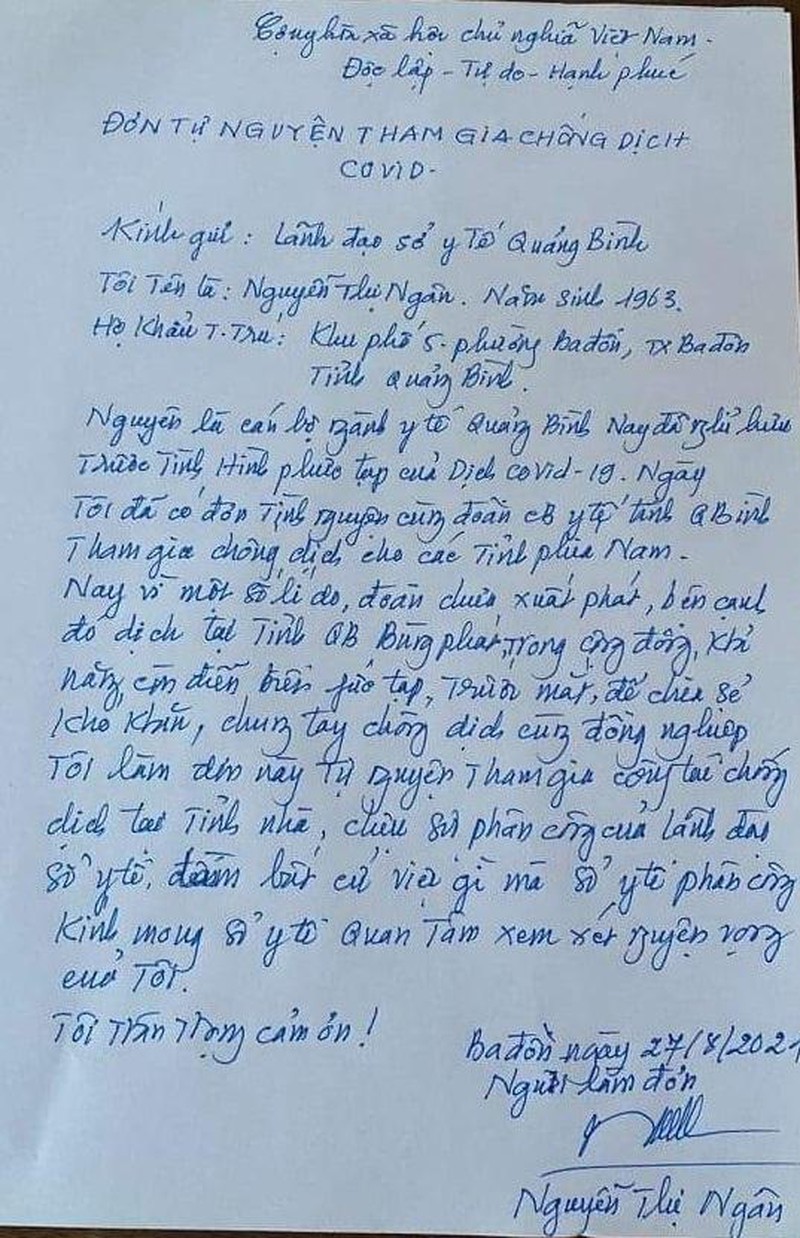 Cộng hòa xã hội chủ nghĩa Việt Nam.
Độc lập - Tự do - Hạnh phúc
ĐƠN TỰ NGUYỆN THAM GIA CHỐNG DỊCH
COVID-
Kính gửi: Lãnh đạo sở y Tế Quảng Bình
Tôi Tên là: Nguyễn Thị Ngân. Năm sinh 1963.
Hộ Khẩu T. Trú: Khu phố 5. phường Ba đồn, TX Ba đồn
Tỉnh Quảng Bình.
Nguyên là cán bộ ngành y tế Quảng Bình Nay đã nghỉ hưu
Trước Tình Hình phức tạp của Dịch covid-19. Ngày
Tôi đã có đơn Tình nguyện cùng đoàn CB y tế tỉnh QBình
Tham gia chống dịch cho các Tỉnh phía Nam.
Nay vì một số lí do, đoàn chưa xuất phát, bên cạnh
đó dịch tại Tỉnh QB Bùng phát, trong cộng đồng, Khả
năng còn diễn biến fức tạp, Trước mắt, để chia sẻ
khó khăn, chung tay chống dịch cùng đồng nghiệp
Tôi làm đơn này Tự nguyện Tham gia công tác chống
dịch tại Tỉnh nhà, chịu sự phân công của Lãnh đạo
Sở y tế, làm bất cứ việc gì mà Sở y tế phân công
Kính mong Sở y tế Quan Tâm xem xét nguyện vọng
của Tôi.
Tôi Trân Trọng cảm ơn!
Ba đồn ngày 27/8/2021
Người làm đơn
Nguyễn Thị Ngân